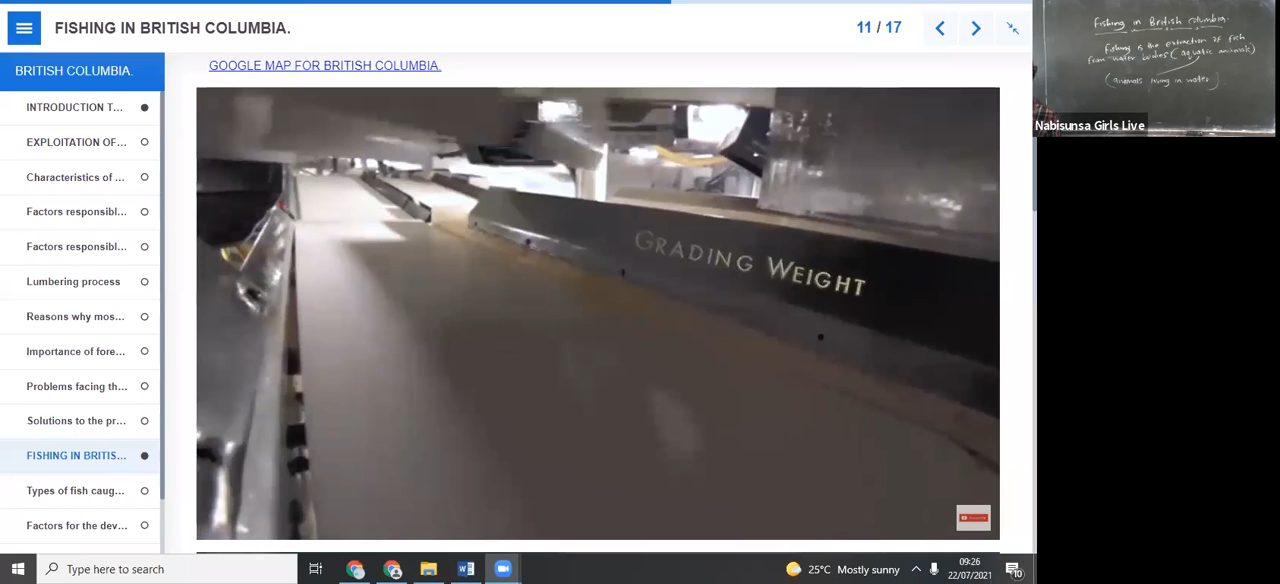 FISHING IN BRITISH COLUMBIA.
11 / 17
BRITISH COLUMBIA.
INTRODUCTION T...
EXPLOITATION OF...
Characteristics of ...
Factors responsibl...
Factors responsibl...
Lumbering process
Reasons why mos...
Importance of fore...
Problems facing th...
Solutions to the pr...
FISHING IN BRITIS...
Types of fish caug...
Factors for the dev...
GOOGLE MAP FOR BRITISH COLUMBIA.
GRADING WEIGHT
Fishing in British columbia.
Fishing is the extraction of fish
from water bodies (aquatic animals)
(animals living in water)
Nabisunsa Girls Live
Type here to search
25°C Mostly sunny
09:26
22/07/2021
10